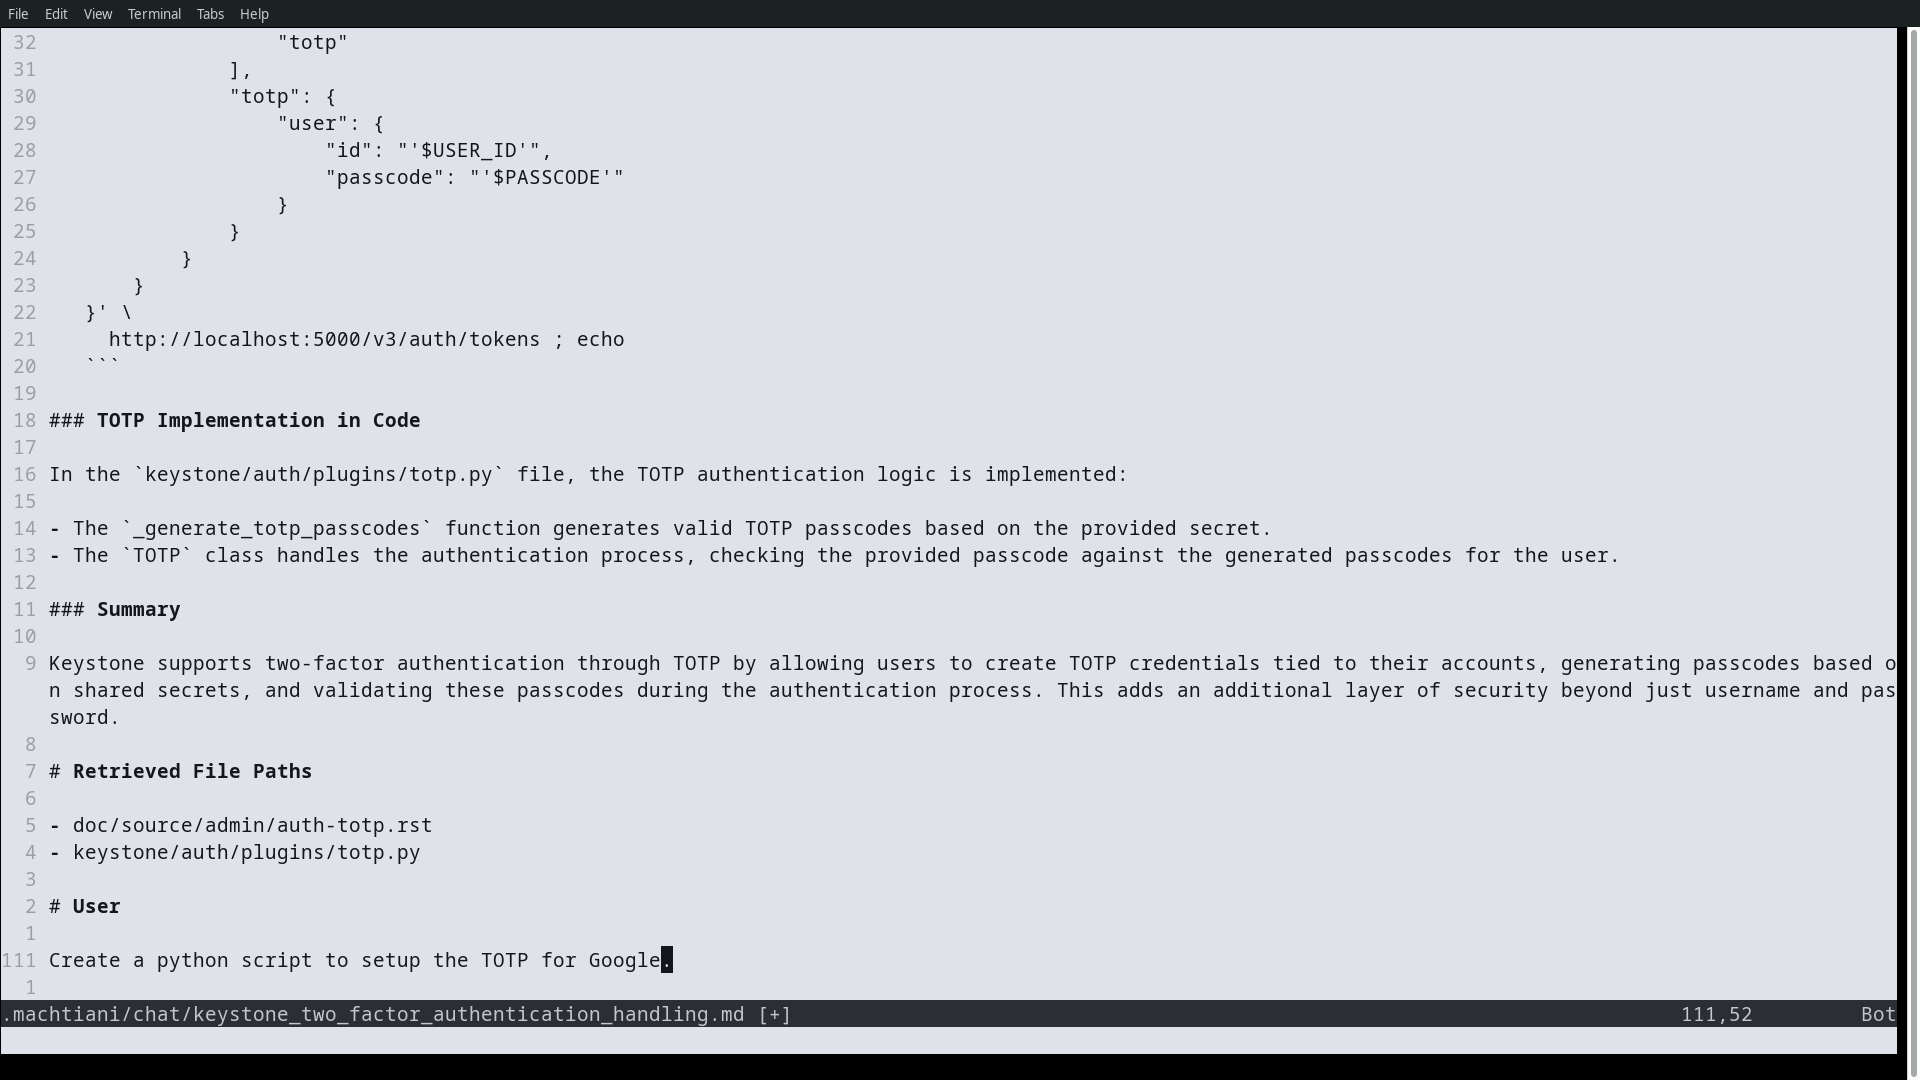 File Edit View Terminal Tabs Help
32 "totp"
31 ],
30 "totp": {
29 "user": {
28 "id": "'$USER_ID'",
27 "passcode": "'$PASSCODE'"
26 }
25 }
24 }
23 }
22 }' \
21 http://localhost:5000/v3/auth/tokens ; echo
20 ```
19
18 ### TOTP Implementation in Code
17
16 In the `keystone/auth/plugins/totp.py` file, the TOTP authentication logic is implemented:
15
14 - The `_generate_totp_passcodes` function generates valid TOTP passcodes based on the provided secret.
13 - The `TOTP` class handles the authentication process, checking the provided passcode against the generated passcodes for the user.
12
11 ### Summary
10
9 Keystone supports two-factor authentication through TOTP by allowing users to create TOTP credentials tied to their accounts, generating passcodes based o
n shared secrets, and validating these passcodes during the authentication process. This adds an additional layer of security beyond just username and pas
sword.
8
7 # Retrieved File Paths
6
5 - doc/source/admin/auth-totp.rst
4 - keystone/auth/plugins/totp.py
3
2 # User
1
111 Create a python script to setup the TOTP for Google.
1
.machtiani/chat/keystone_two_factor_authentication_handling.md [+] 111,52 Bot